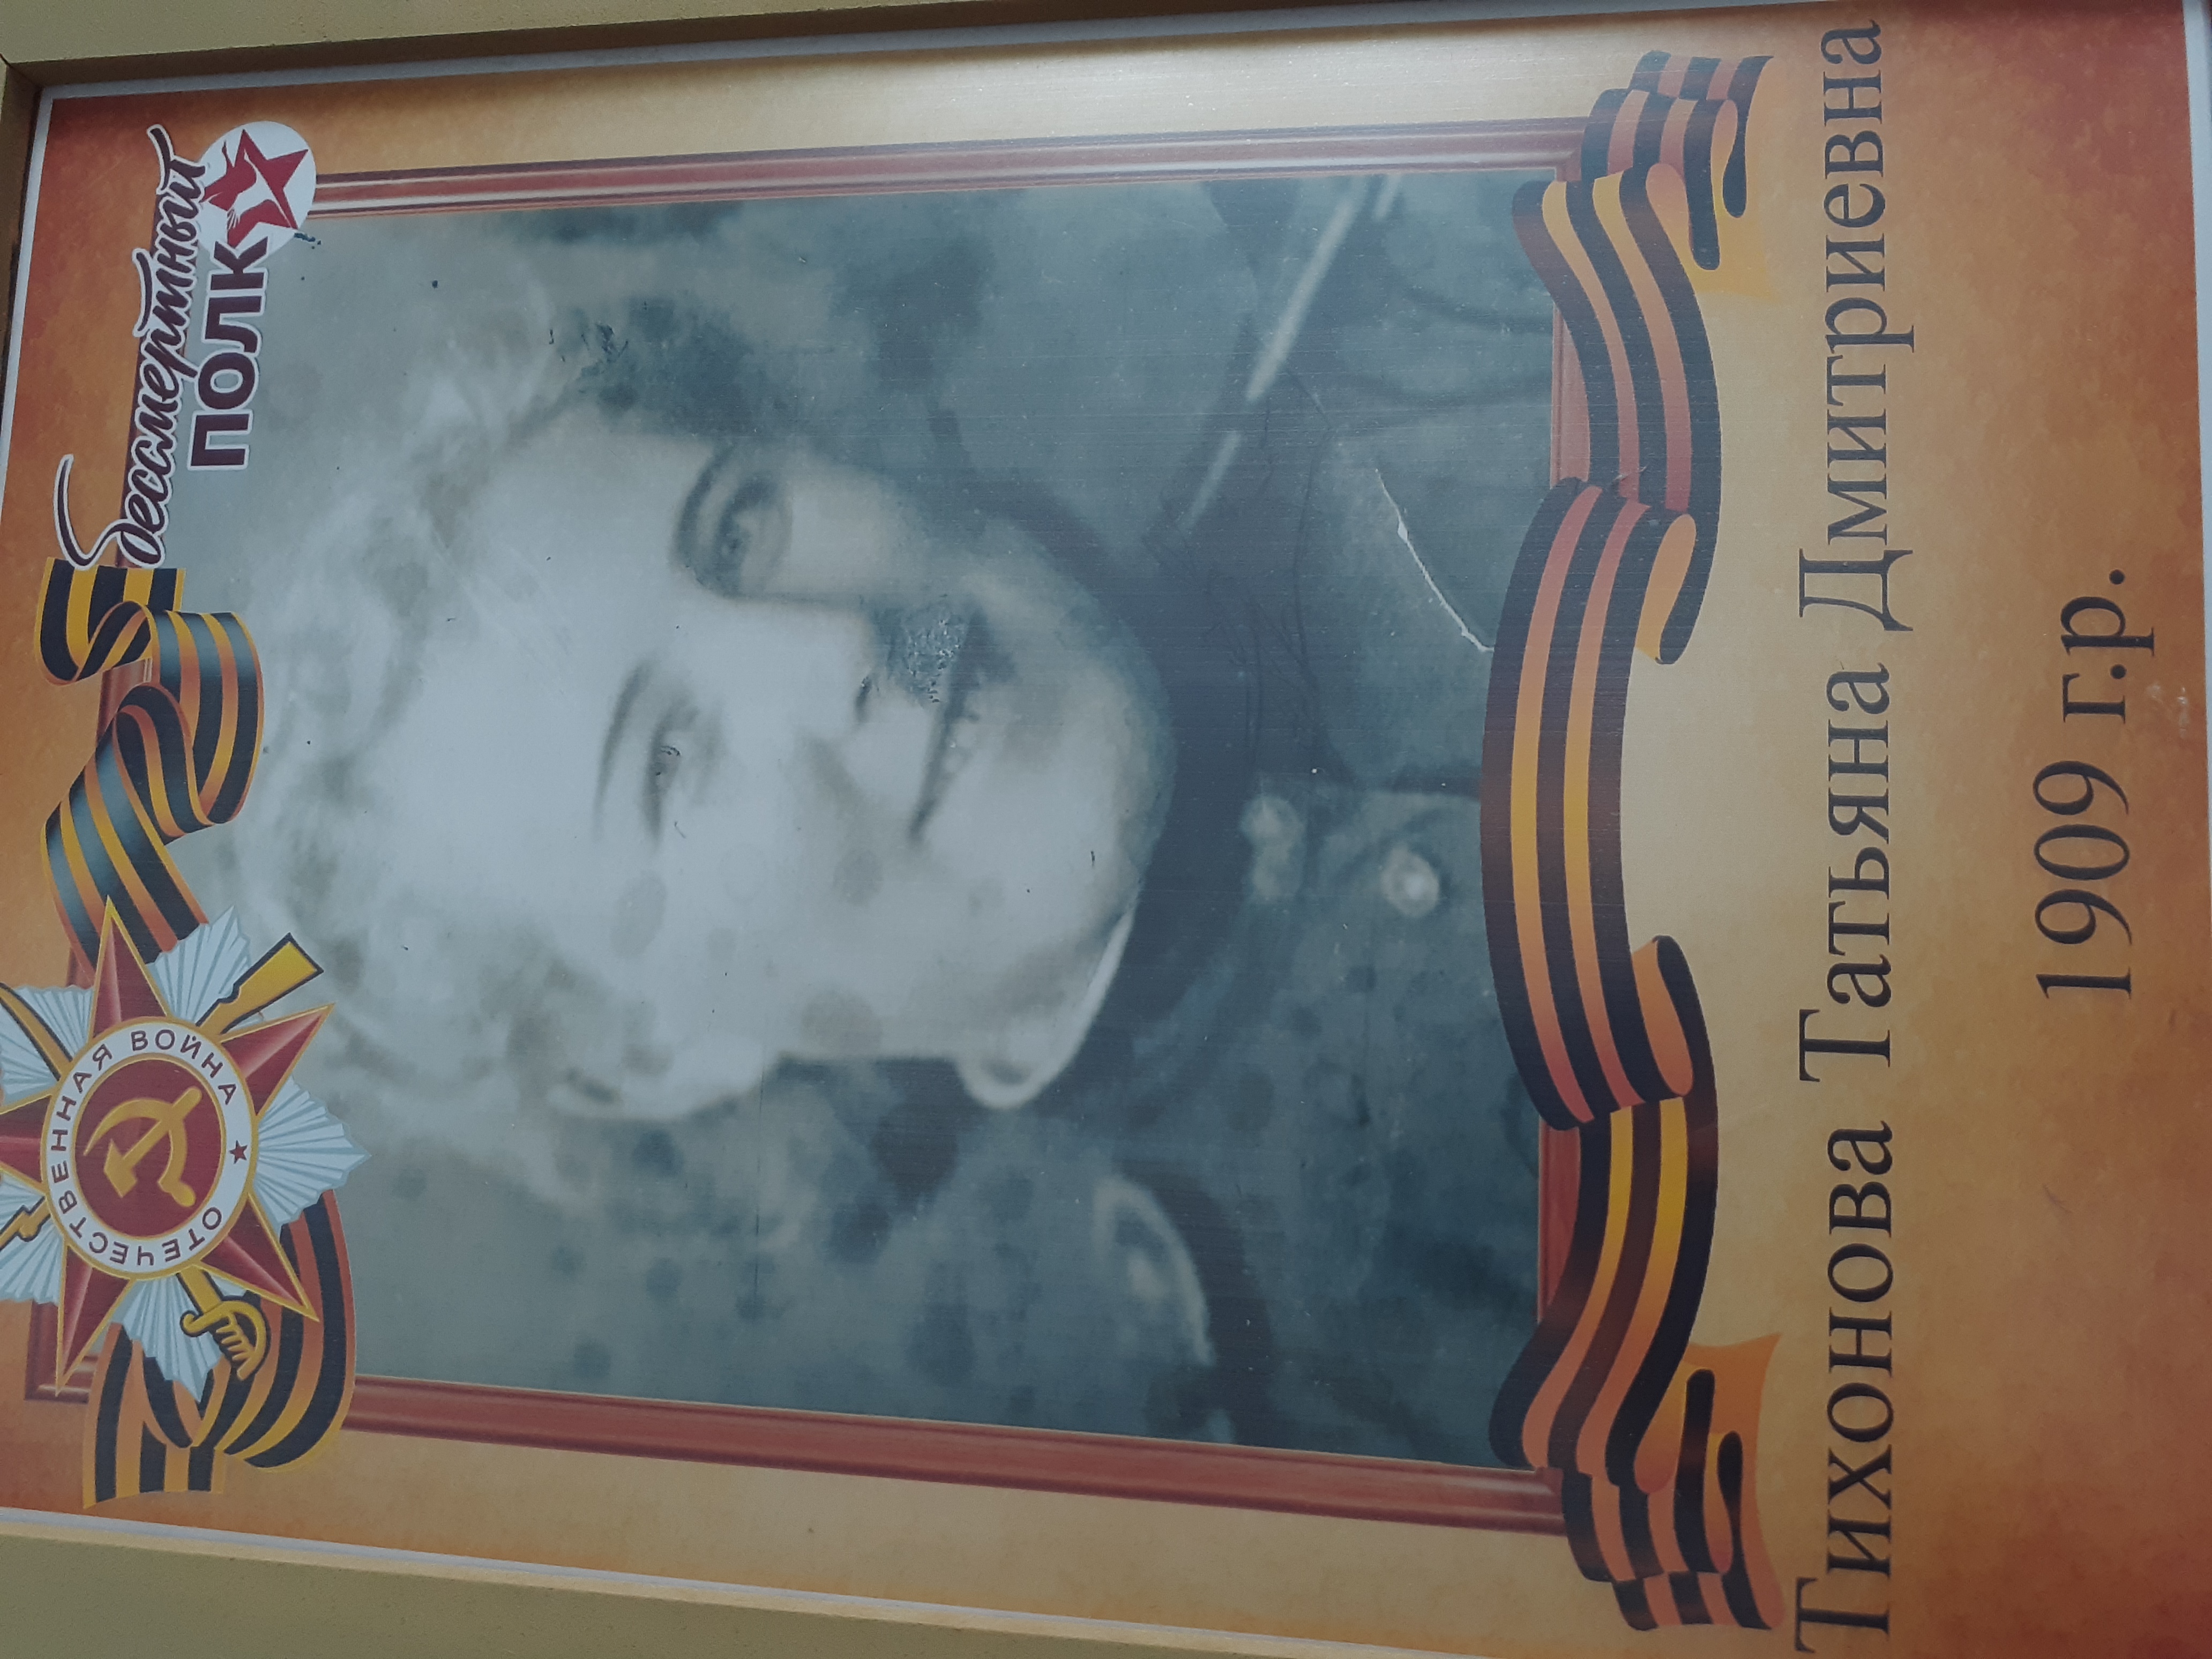 ОТЕЧЕСТВЕННАЯ ВОЙНА
бессмертный
ПОЛК
Тихонова Татьяна Дмитриевна
1909 г.р.